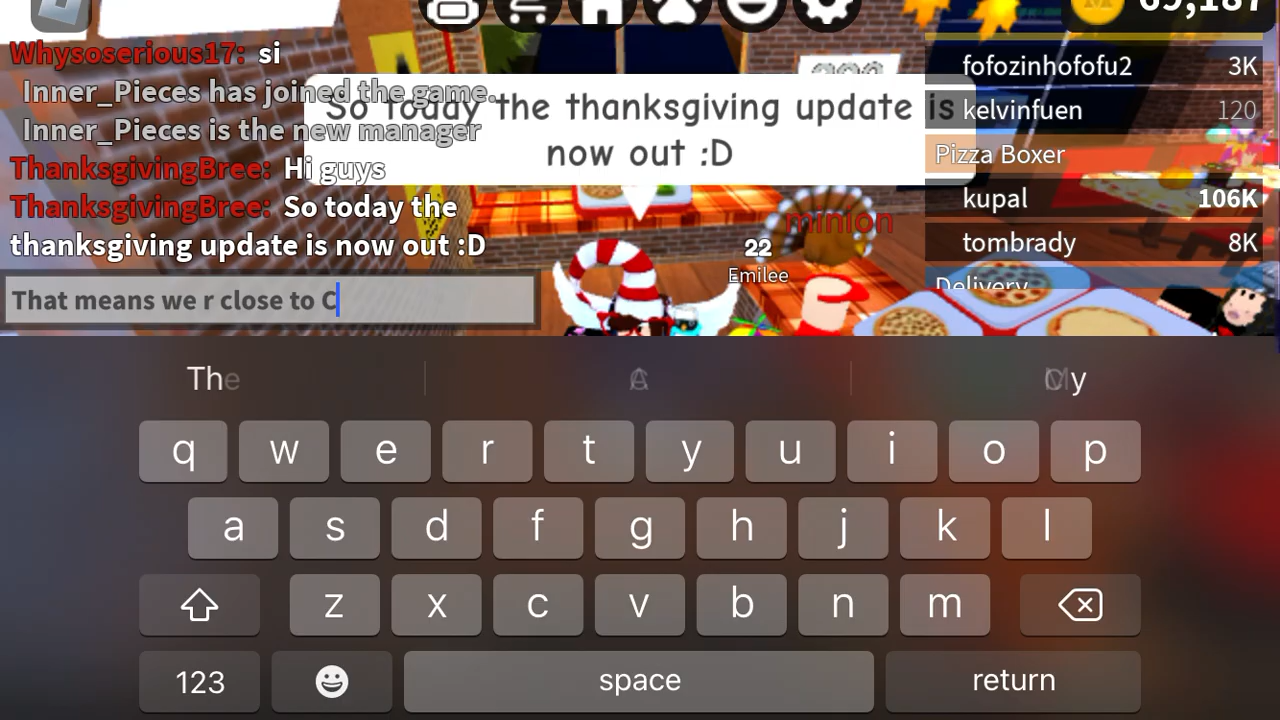 69,187
Whysoserious17: si
Inner_Pieces has joined the game.
Inner_Pieces is the new manager
ThanksgivingBree: Hi guys
ThanksgivingBree: So today the
thanksgiving update is now out :D
That means we r close to C
So today the thanksgiving update is
now out :D
minion
22
Emilee
fofozinhofofu2 3K
kelvinfuen 120
Pizza Boxer
kupal 106K
tombrady 8K
Delivery
The
q w e r t y u i o p
a s d f g h j k l
z x c v b n m
123 space return